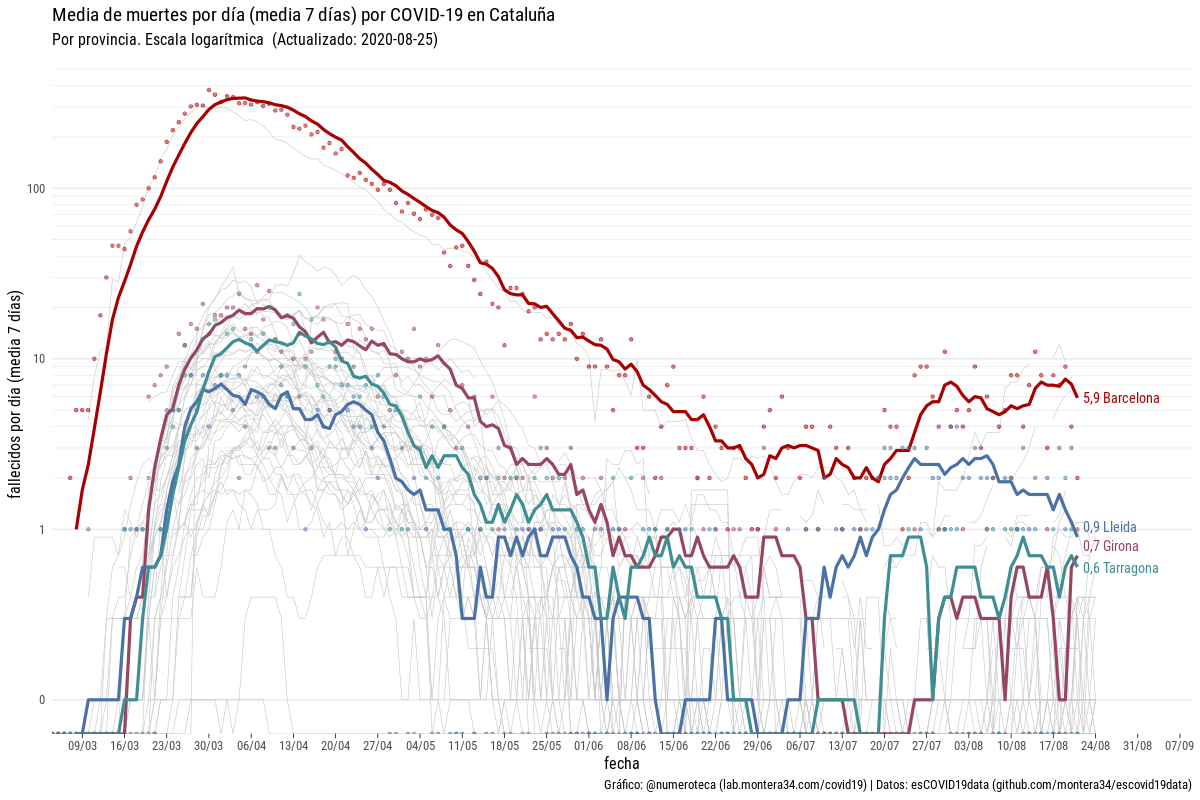 Media de muertes por día (media 7 días) por COVID-19 en Cataluña
Por provincia. Escala logarítmica (Actualizado: 2020-08-25)
fallecidos por día (media 7 días)
100
10
1
0
5,9 Barcelona
0,9 Lleida
0,7 Girona
0,6 Tarragona
09/03 16/03 23/03 30/03 06/04 13/04 20/04 27/04 04/05 11/05 18/05 25/05 01/06 08/06 15/06 22/06 29/06 06/07 13/07 20/07 27/07 03/08 10/08 17/08 24/08 31/08 07/09
fecha
Gráfico: @numeroteca (lab.montera34.com/covid19) | Datos: esCOVID19data (github.com/montera34/escovid19data)